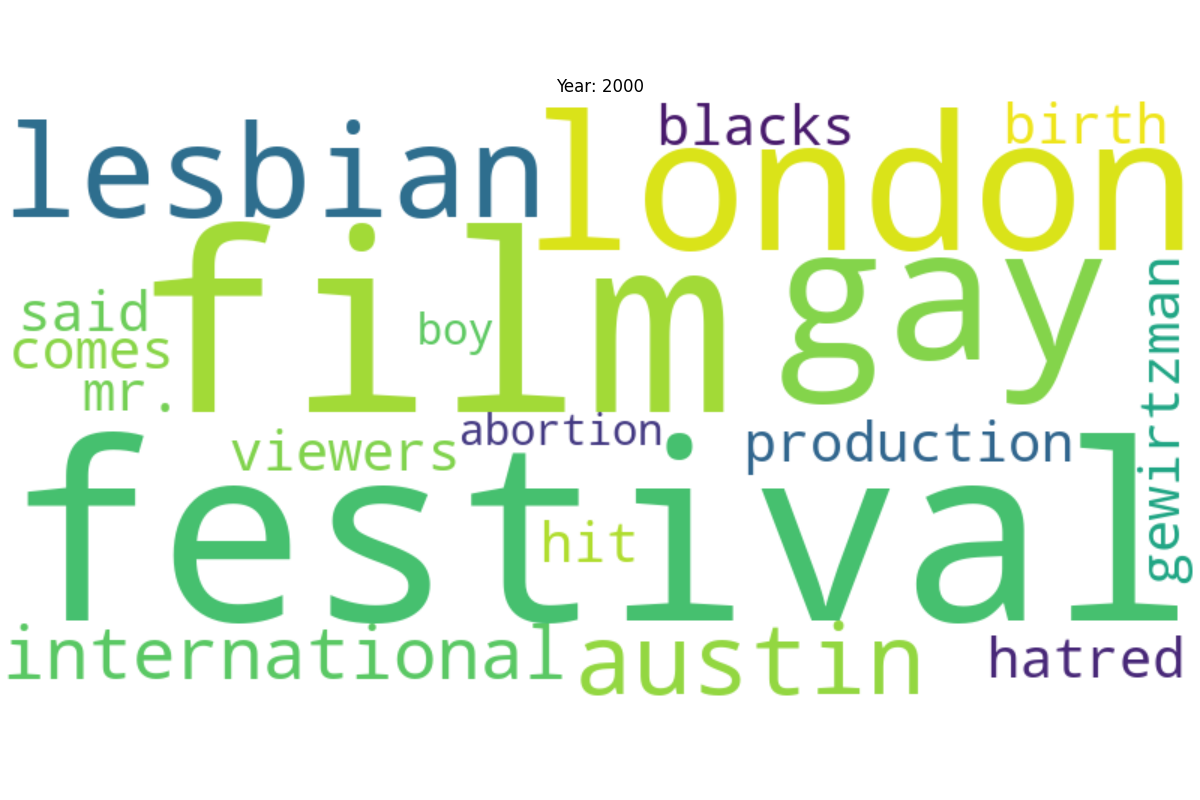 Year: 2000
lesbian
london
blacks
birth
film
gay
said
boy
comes
mr.
gewirtzman
abortion
viewers
production
festival
hit
international
austin
hatred